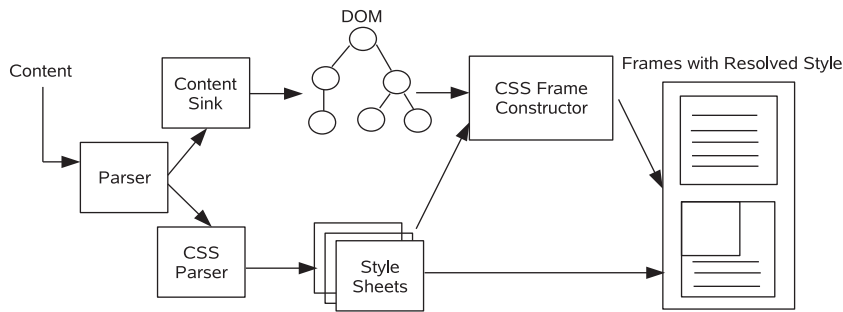 DOM
Content
Content
Sink
CSS Frame
Constructor
Frames with Resolved Style
Parser
CSS
Parser
Style
Sheets